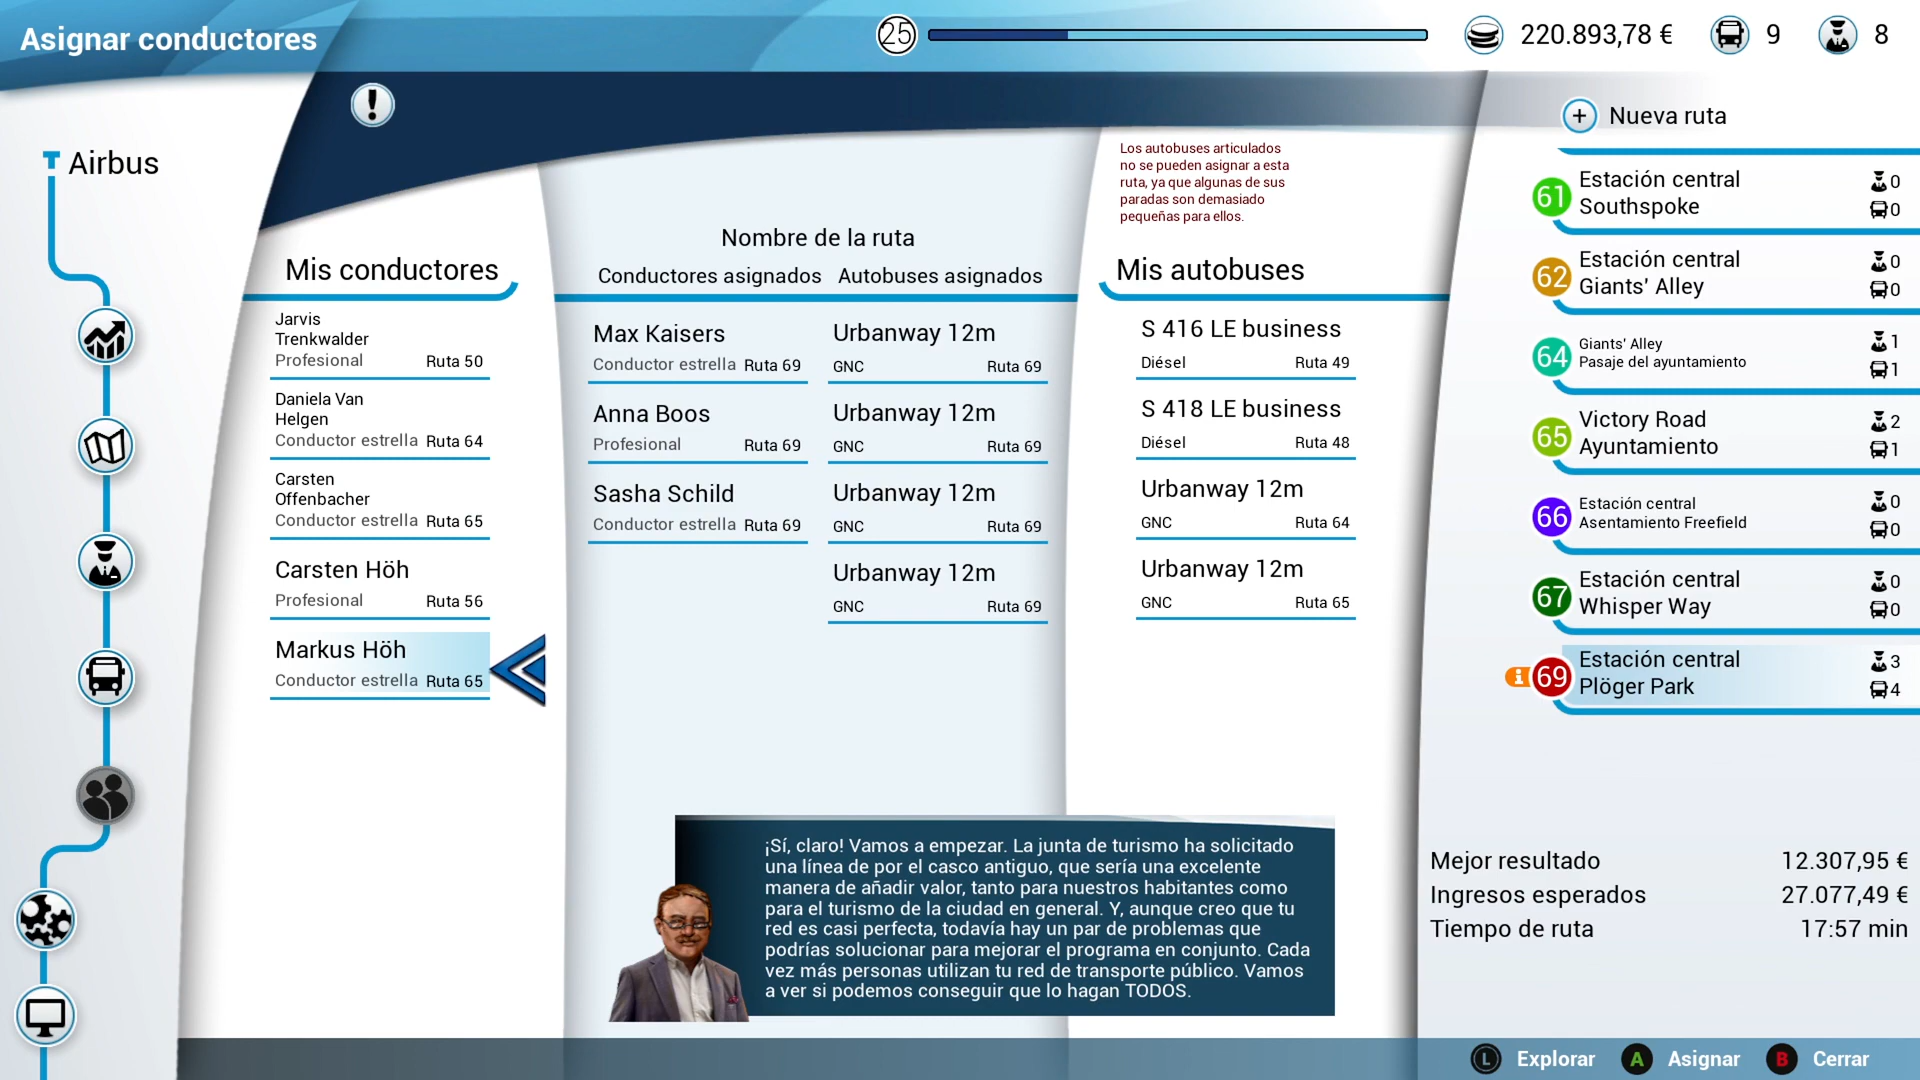 Asignar conductores
25
220.893,78 €
9
8
Airbus
Nueva ruta
Los autobuses articulados
no se pueden asignar a esta
ruta, ya que algunas de sus
paradas son demasiado
pequeñas para ellos.
Mis conductores
Jarvis
Trenkwalder
Profesional Ruta 50
Daniela Van
Helgen
Conductor estrella Ruta 64
Carsten
Offenbacher
Conductor estrella Ruta 65
Carsten Höh
Profesional Ruta 56
Markus Höh
Conductor estrella Ruta 65
Nombre de la ruta
Conductores asignados Autobuses asignados
Max Kaisers
Conductor estrella Ruta 69
Anna Boos
Profesional Ruta 69
Sasha Schild
Conductor estrella Ruta 69
Urbanway 12m
GNC Ruta 69
Urbanway 12m
GNC Ruta 69
Urbanway 12m
GNC Ruta 69
Urbanway 12m
GNC Ruta 69
Mis autobuses
S 416 LE business
Diésel Ruta 49
S 418 LE business
Diésel Ruta 48
Urbanway 12m
GNC Ruta 64
Urbanway 12m
GNC Ruta 65
61 Estación central 0
Southspoke 0
62 Estación central 0
Giants' Alley 0
64 Giants' Alley 1
Pasaje del ayuntamiento 1
65 Victory Road 2
Ayuntamiento 1
66 Estación central 0
Asentamiento Freefield 0
67 Estación central 0
Whisper Way 0
69 Estación central 3
Plöger Park 4
¡Sí, claro! Vamos a empezar. La junta de turismo ha solicitado
una línea de por el casco antiguo, que sería una excelente
manera de añadir valor, tanto para nuestros habitantes como
para el turismo de la ciudad en general. Y, aunque creo que tu
red es casi perfecta, todavía hay un par de problemas que
podrías solucionar para mejorar el programa en conjunto. Cada
vez más personas utilizan tu red de transporte público. Vamos
a ver si podemos conseguir que lo hagan TODOS.
Mejor resultado 12.307,95 €
Ingresos esperados 27.077,49 €
Tiempo de ruta 17:57 min
L Explorar A Asignar B Cerrar